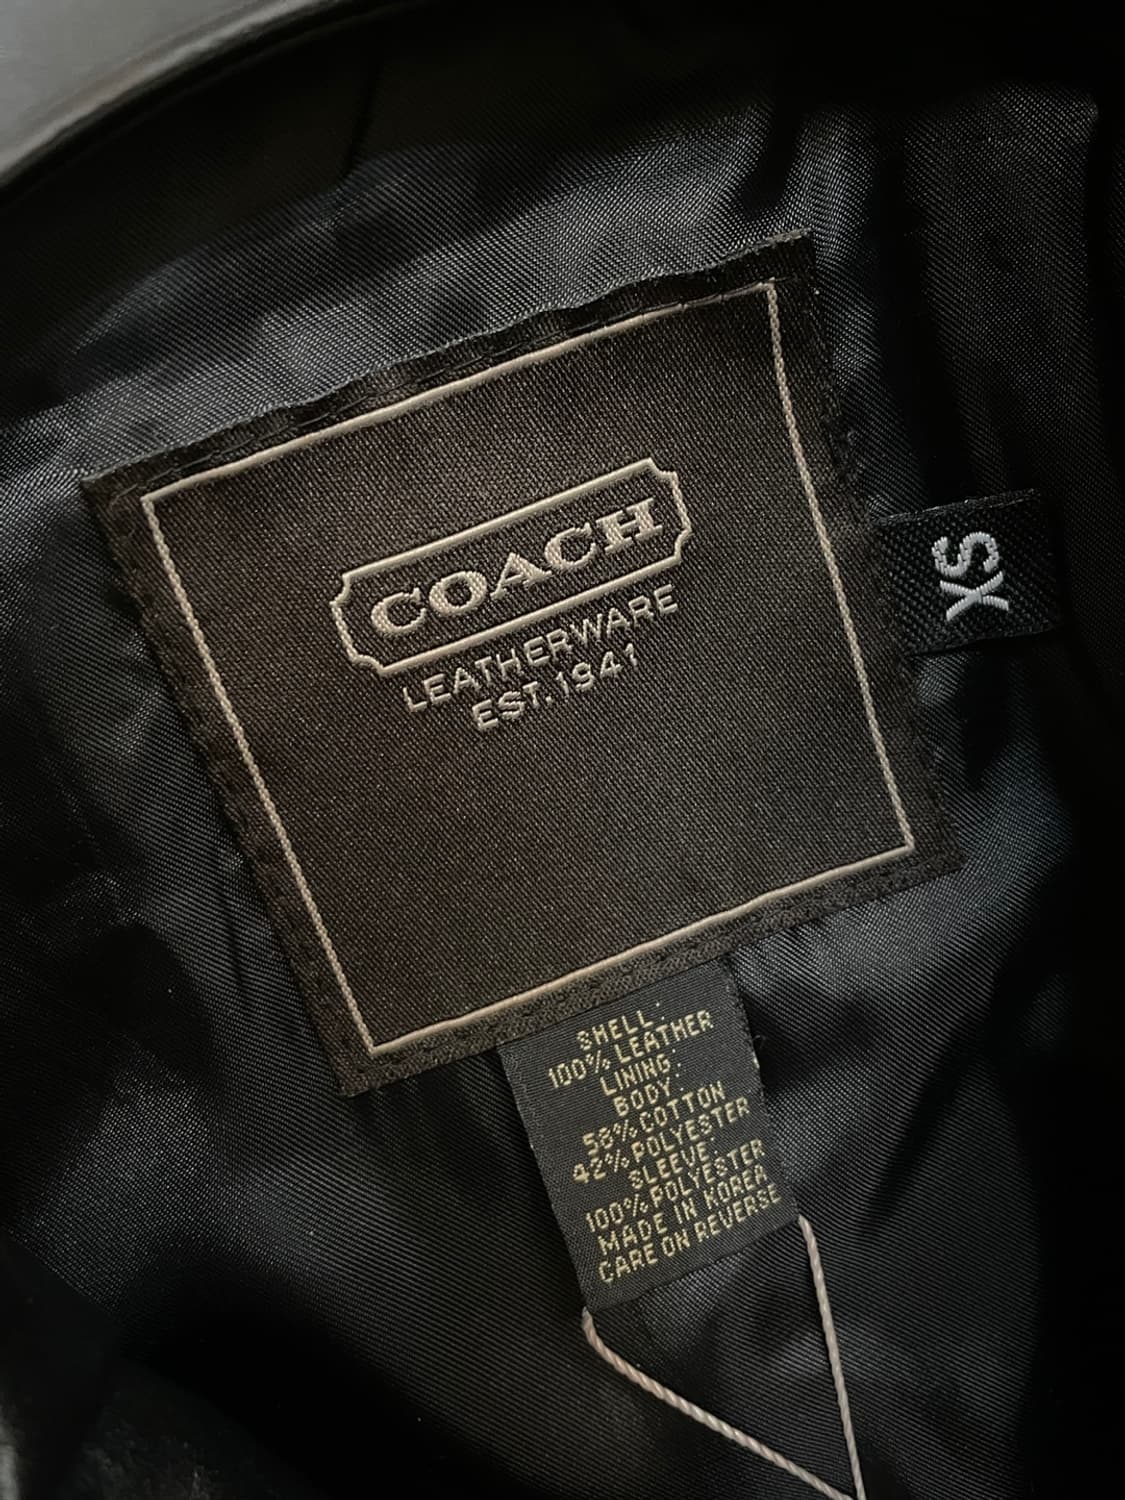 COACH
LEATHERWARE
EST. 1941
XS
SHELL:
100% LEATHER
LINING:
BODY:
58% COTTON
42% POLYESTER
SLEEVE:
100% POLYESTER
MADE IN KOREA
CARE ON REVERSE